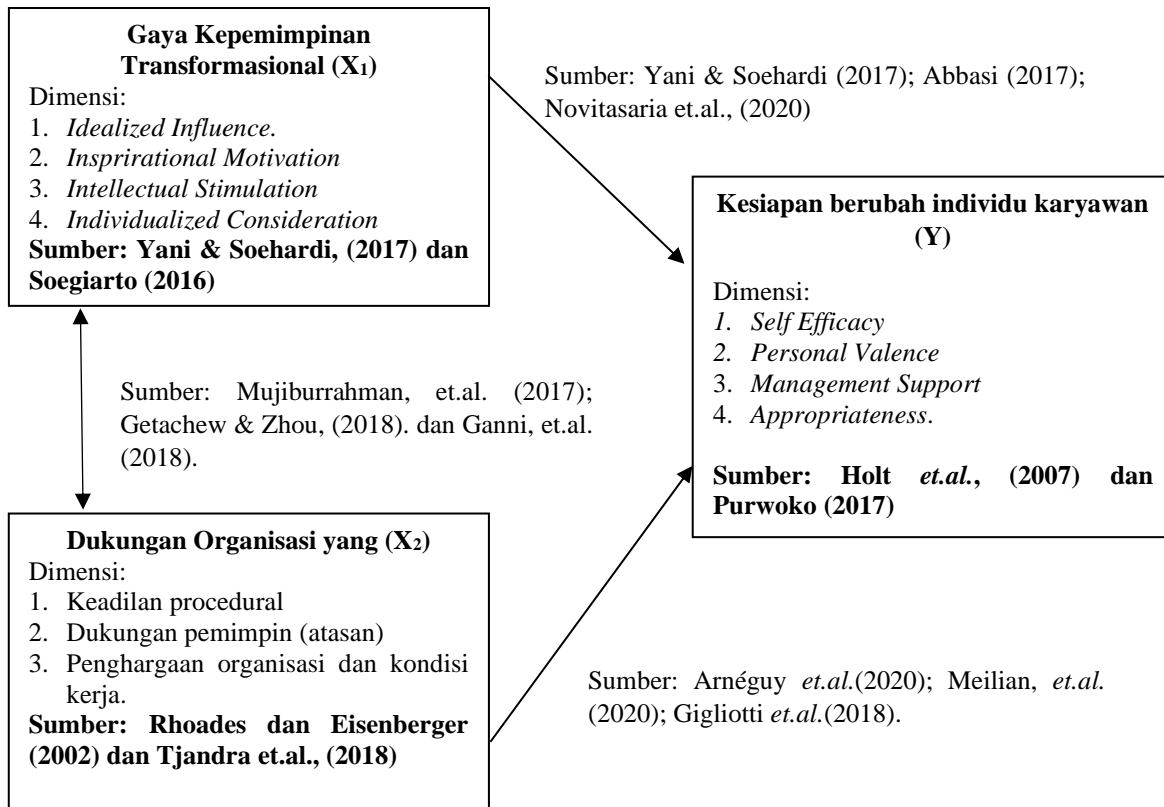 Gaya Kepemimpinan
Transformasional (X₁)
Dimensi:
1. Idealized Influence.
2. Insprirational Motivation
3. Intellectual Stimulation
4. Individualized Consideration
Sumber: Yani & Soehardi, (2017) dan
Soegiarto (2016)
Sumber: Yani & Soehardi (2017); Abbasi (2017);
Novitasaria et.al., (2020)
Kesiapan berubah individu karyawan
(Y)
Dimensi:
1. Self Efficacy
2. Personal Valence
3. Management Support
4. Appropriateness.
Sumber: Holt et.al., (2007) dan
Purwoko (2017)
Sumber: Mujiburrahman, et.al. (2017);
Getachew & Zhou, (2018). dan Ganni, et.al.
(2018).
Dukungan Organisasi yang (X₂)
Dimensi:
1. Keadilan procedural
2. Dukungan pemimpin (atasan)
3. Penghargaan organisasi dan kondisi
kerja.
Sumber: Rhoades dan Eisenberger
(2002) dan Tjandra et.al., (2018)
Sumber: Arnéguy et.al.(2020); Meilian, et.al.
(2020); Gigliotti et.al.(2018).